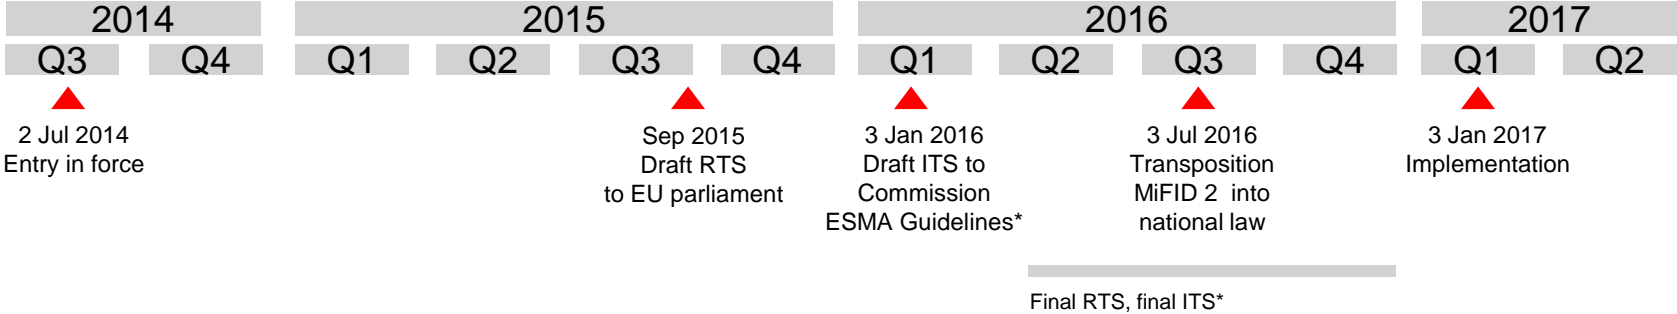 2014 2015 2016 2017
Q3 Q4 Q1 Q2 Q3 Q4 Q1 Q2 Q3 Q4 Q1 Q2
2 Jul 2014
Entry in force
Sep 2015
Draft RTS
to EU parliament
3 Jan 2016
Draft ITS to
Commission
ESMA Guidelines*
3 Jul 2016
Transposition
MiFID 2 into
national law
3 Jan 2017
Implementation
Final RTS, final ITS*